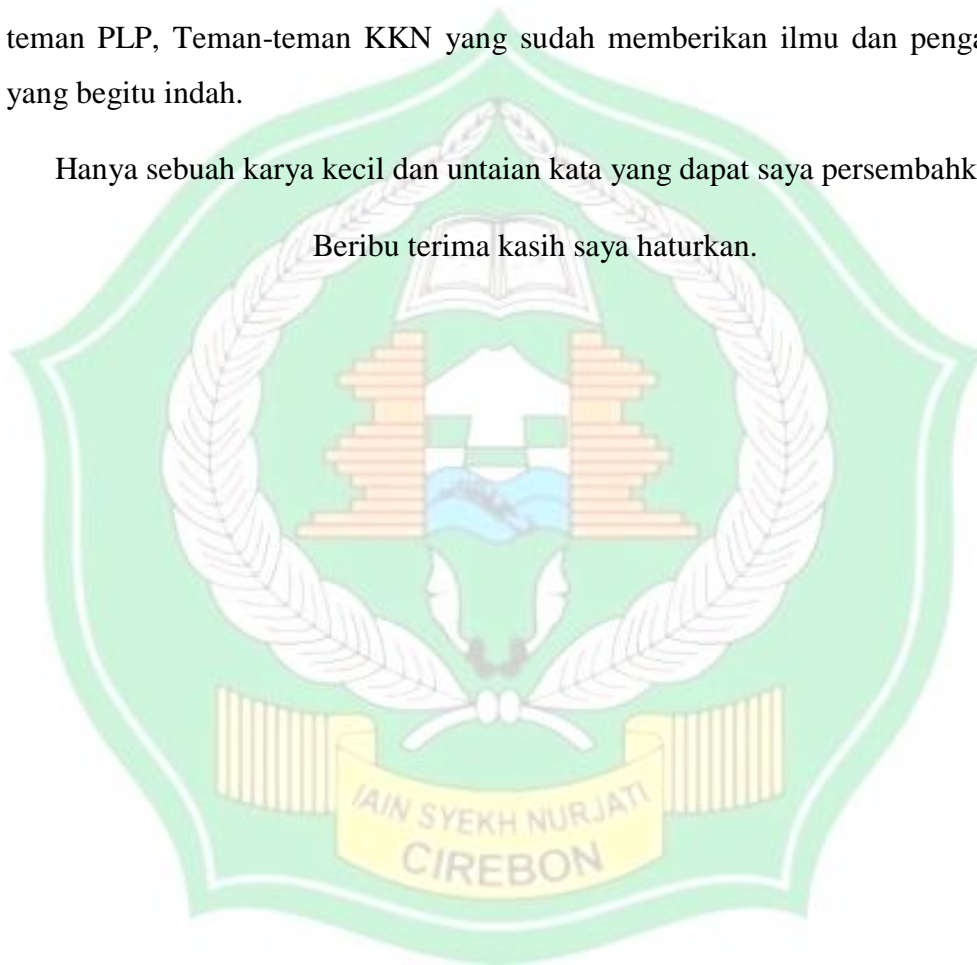 teman PLP, Teman-teman KKN yang sudah memberikan ilmu dan penga
yang begitu indah.
Hanya sebuah karya kecil dan untaian kata yang dapat saya persembahk
Beribu terima kasih saya haturkan.
IAIN SYEKH NURJATI
CIREBON